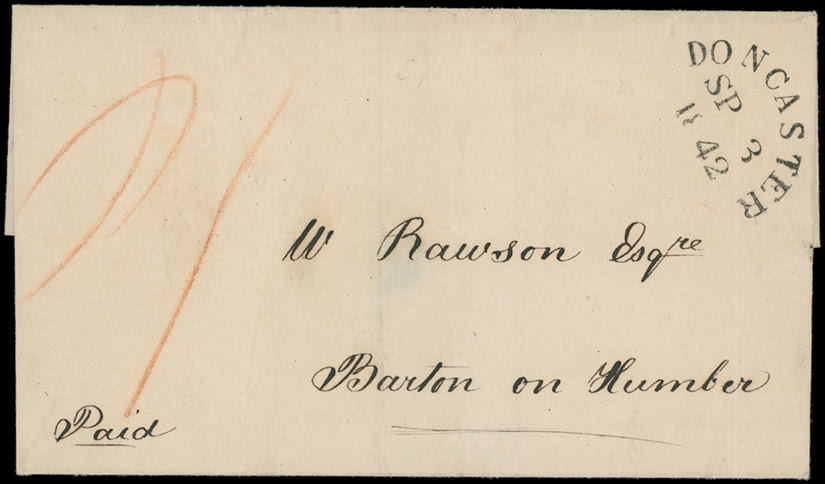 DONCASTER
SP 3
1842
W Rawson Esqre
Barton on Humber
Paid